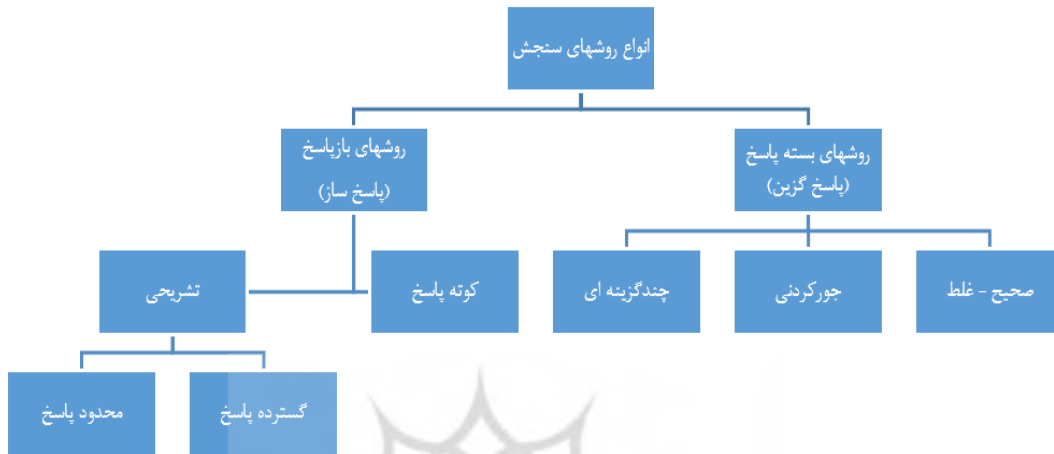 انواع روشهای سنجش
روشهای بسته پاسخ
(پاسخ گزین)
روشهای بازپاسخ
(پاسخ ساز)
صحیح - غلط
جورکردنی
چندگزینه ای
کوته پاسخ
تشریحی
گسترده پاسخ
محدود پاسخ